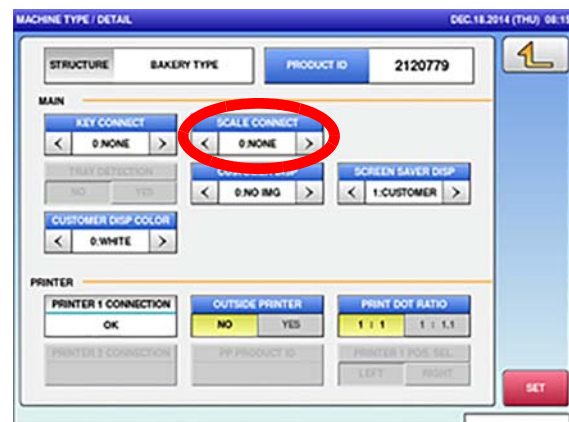 MACHINE TYPE / DETAIL DEC.18.2014 (THU) 08:15
STRUCTURE BAKERY TYPE PRODUCT ID 2120779
MAIN
KEY CONNECT SCALE CONNECT
< 0:NONE > < 0:NONE >
TRAY DETECTION CUSTOMER DISP SCREEN SAVER DISP
NO YES < 0:NO IMG > < 1:CUSTOMER >
CUSTOMER DISP COLOR
< 0:WHITE >
PRINTER
PRINTER 1 CONNECTION OUTSIDE PRINTER PRINT DOT RATIO
OK NO YES 1 : 1 1 : 1.1
PRINTER 2 CONNECTION PP PRODUCT ID PRINTER 1 POS. SEL.
LEFT RIGHT
SET